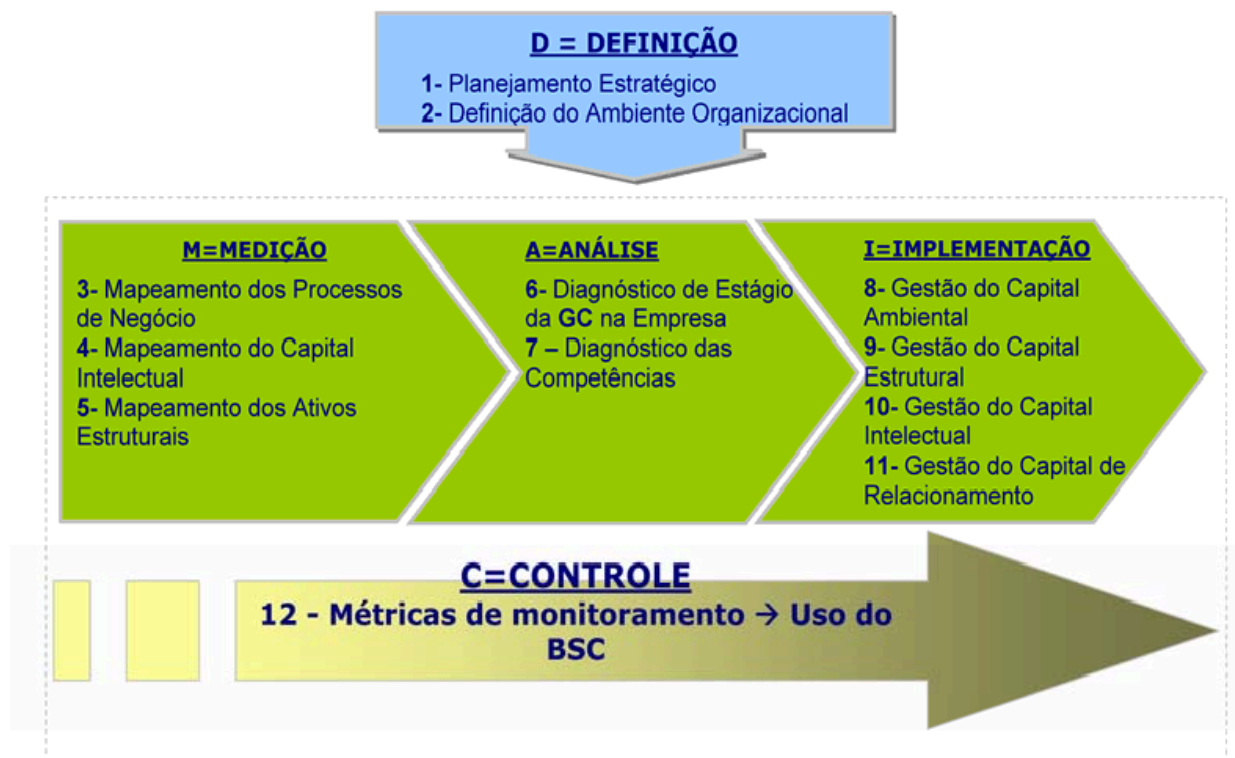 D = DEFINIÇÃO
1- Planejamento Estratégico
2- Definição do Ambiente Organizacional
M=MEDIÇÃO
3- Mapeamento dos Processos
de Negócio
4- Mapeamento do Capital
Intelectual
5- Mapeamento dos Ativos
Estruturais
A=ANÁLISE
6- Diagnóstico de Estágio
da GC na Empresa
7 – Diagnóstico das
Competências
I=IMPLEMENTAÇÃO
8- Gestão do Capital
Ambiental
9- Gestão do Capital
Estrutural
10- Gestão do Capital
Intelectual
11- Gestão do Capital de
Relacionamento
C=CONTROLE
12 - Métricas de monitoramento → Uso do
BSC